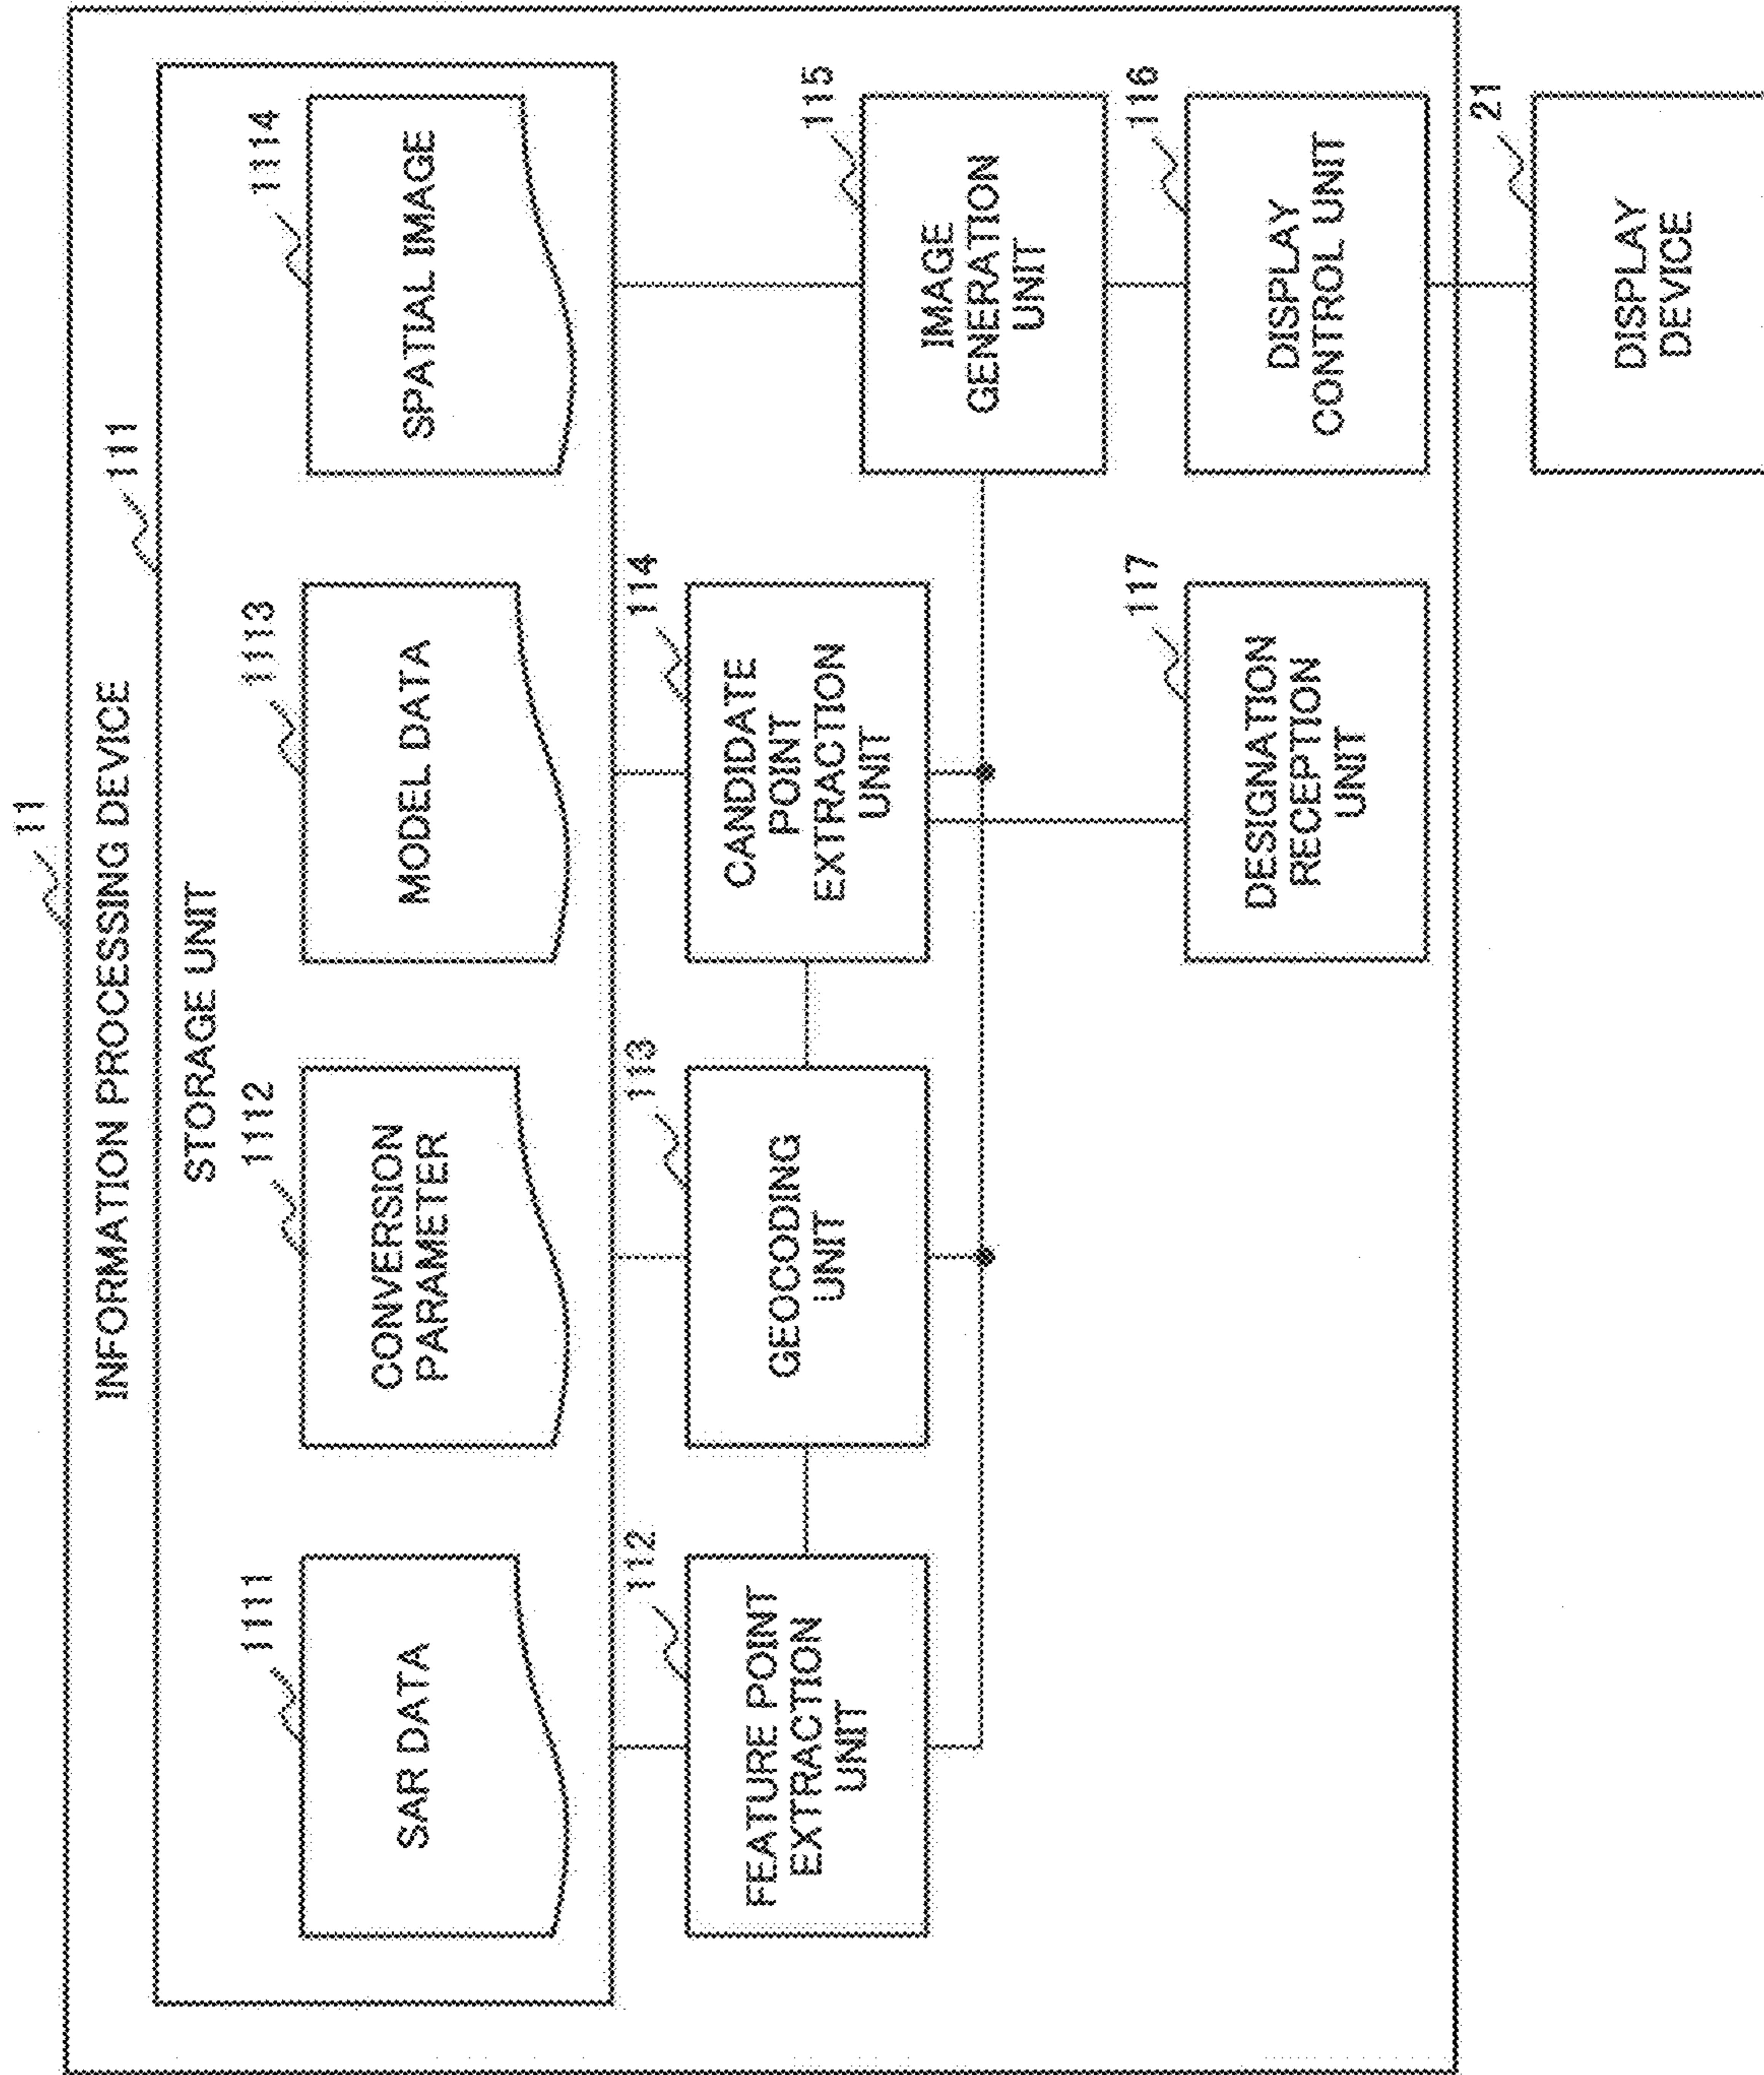 11
INFORMATION PROCESSING DEVICE
111
STORAGE UNIT
1111
SAR DATA
1112
CONVERSION
PARAMETER
1113
MODEL DATA
1114
SPATIAL IMAGE
112
FEATURE POINT
EXTRACTION
UNIT
113
GEOCODING
UNIT
114
CANDIDATE
POINT
EXTRACTION
UNIT
115
IMAGE
GENERATION
UNIT
117
DESIGNATION
RECEPTION
UNIT
116
DISPLAY
CONTROL UNIT
21
DISPLAY
DEVICE